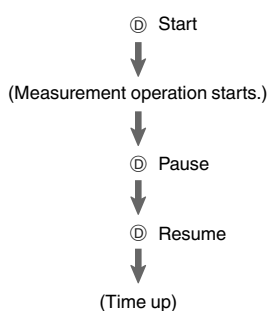 Ⓓ Start
(Measurement operation starts.)
Ⓓ Pause
Ⓓ Resume
(Time up)